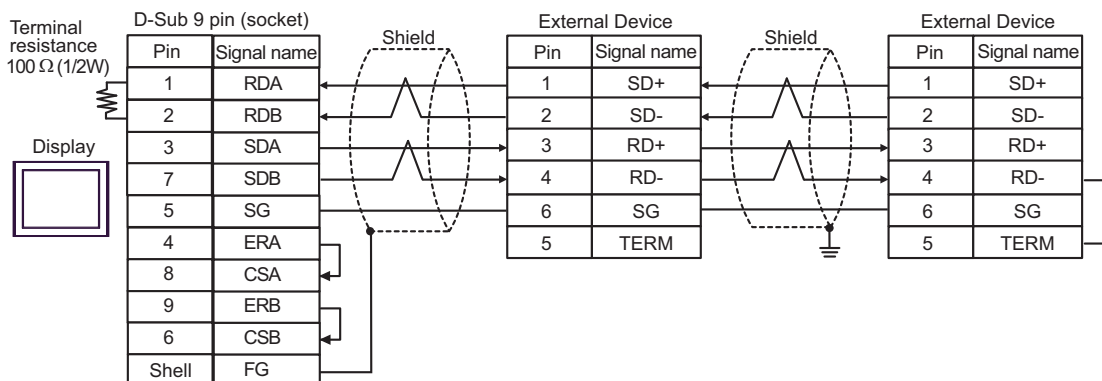 Terminal
resistance
100 Ω (1/2W)
Display
D-Sub 9 pin (socket)
Pin Signal name
1 RDA
2 RDB
3 SDA
7 SDB
5 SG
4 ERA
8 CSA
9 ERB
6 CSB
Shell FG
Shield
External Device
Pin Signal name
1 SD+
2 SD-
3 RD+
4 RD-
6 SG
5 TERM
Shield
External Device
Pin Signal name
1 SD+
2 SD-
3 RD+
4 RD-
6 SG
5 TERM